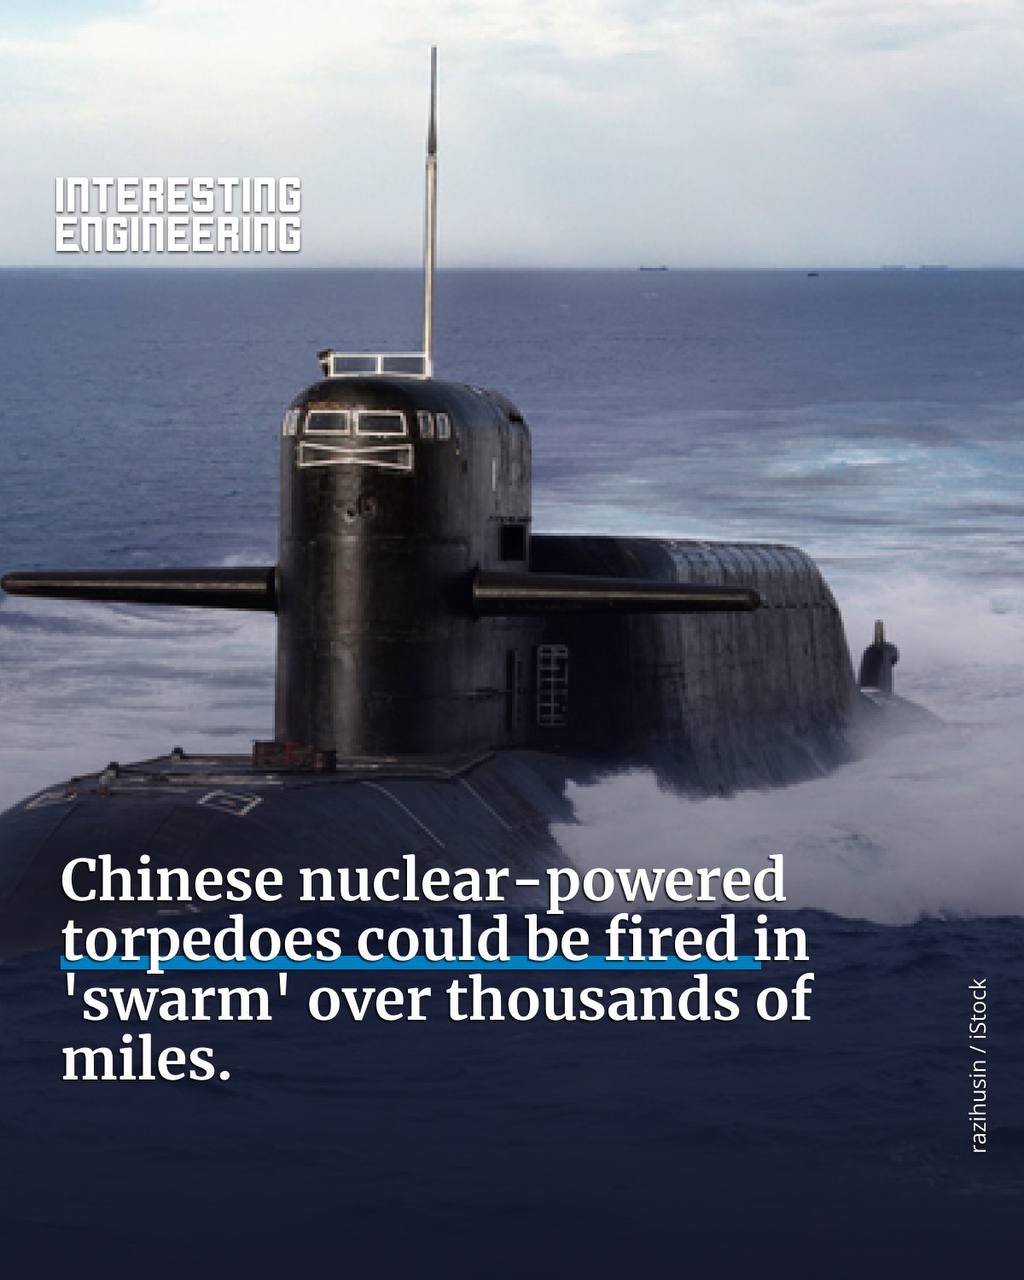 INTERESTING
ENGINEERING
Chinese nuclear-powered
torpedoes could be fired in
'swarm' over thousands of
miles.
razihusin / iStock